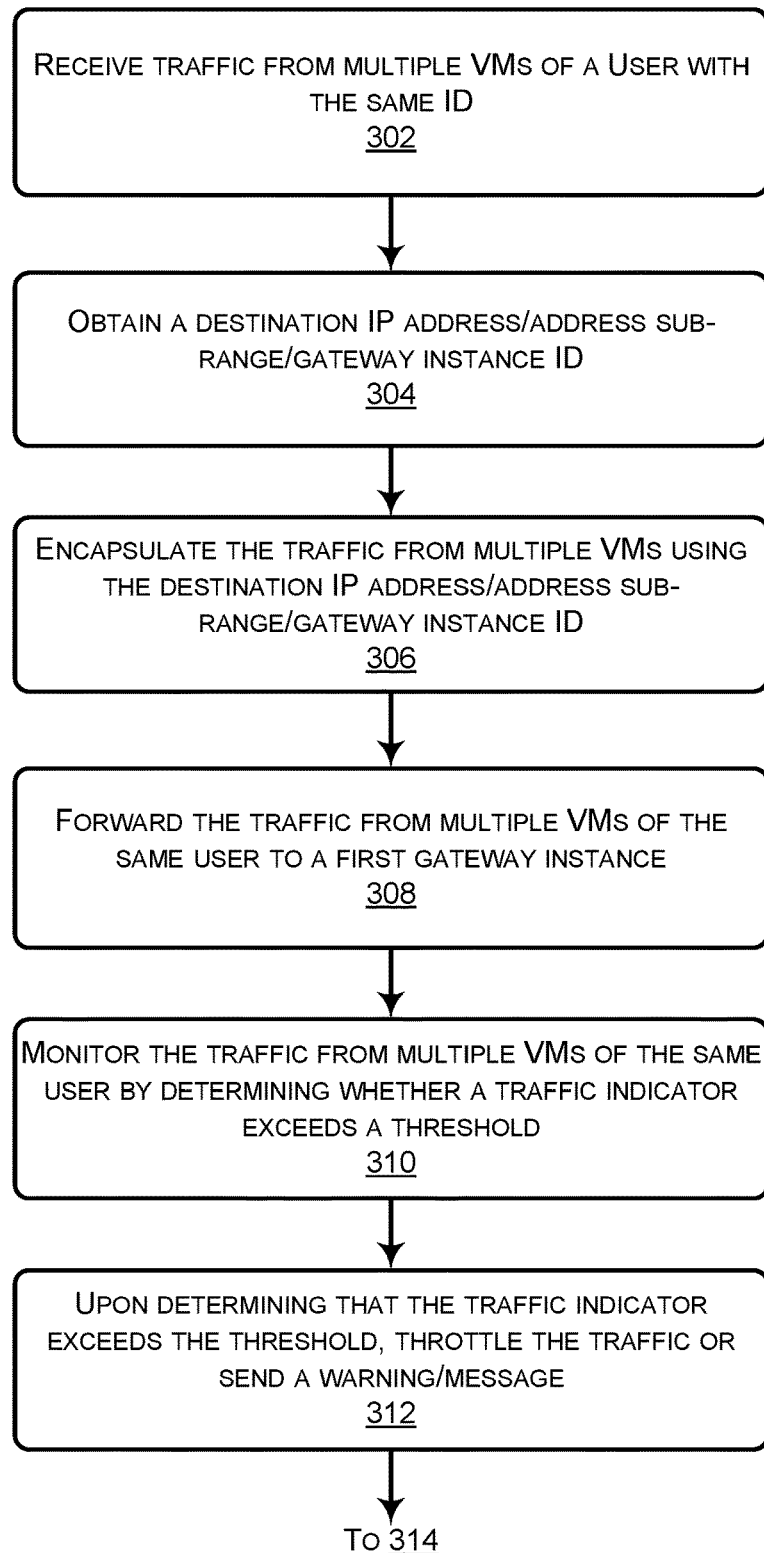 RECEIVE TRAFFIC FROM MULTIPLE VMS OF A USER WITH
THE SAME ID
302
OBTAIN A DESTINATION IP ADDRESS/ADDRESS SUB-
RANGE/GATEWAY INSTANCE ID
304
ENCAPSULATE THE TRAFFIC FROM MULTIPLE VMS USING
THE DESTINATION IP ADDRESS/ADDRESS SUB-
RANGE/GATEWAY INSTANCE ID
306
FORWARD THE TRAFFIC FROM MULTIPLE VMS OF THE
SAME USER TO A FIRST GATEWAY INSTANCE
308
MONITOR THE TRAFFIC FROM MULTIPLE VMS OF THE SAME
USER BY DETERMINING WHETHER A TRAFFIC INDICATOR
EXCEEDS A THRESHOLD
310
UPON DETERMINING THAT THE TRAFFIC INDICATOR
EXCEEDS THE THRESHOLD, THROTTLE THE TRAFFIC OR
SEND A WARNING/MESSAGE
312
TO 314